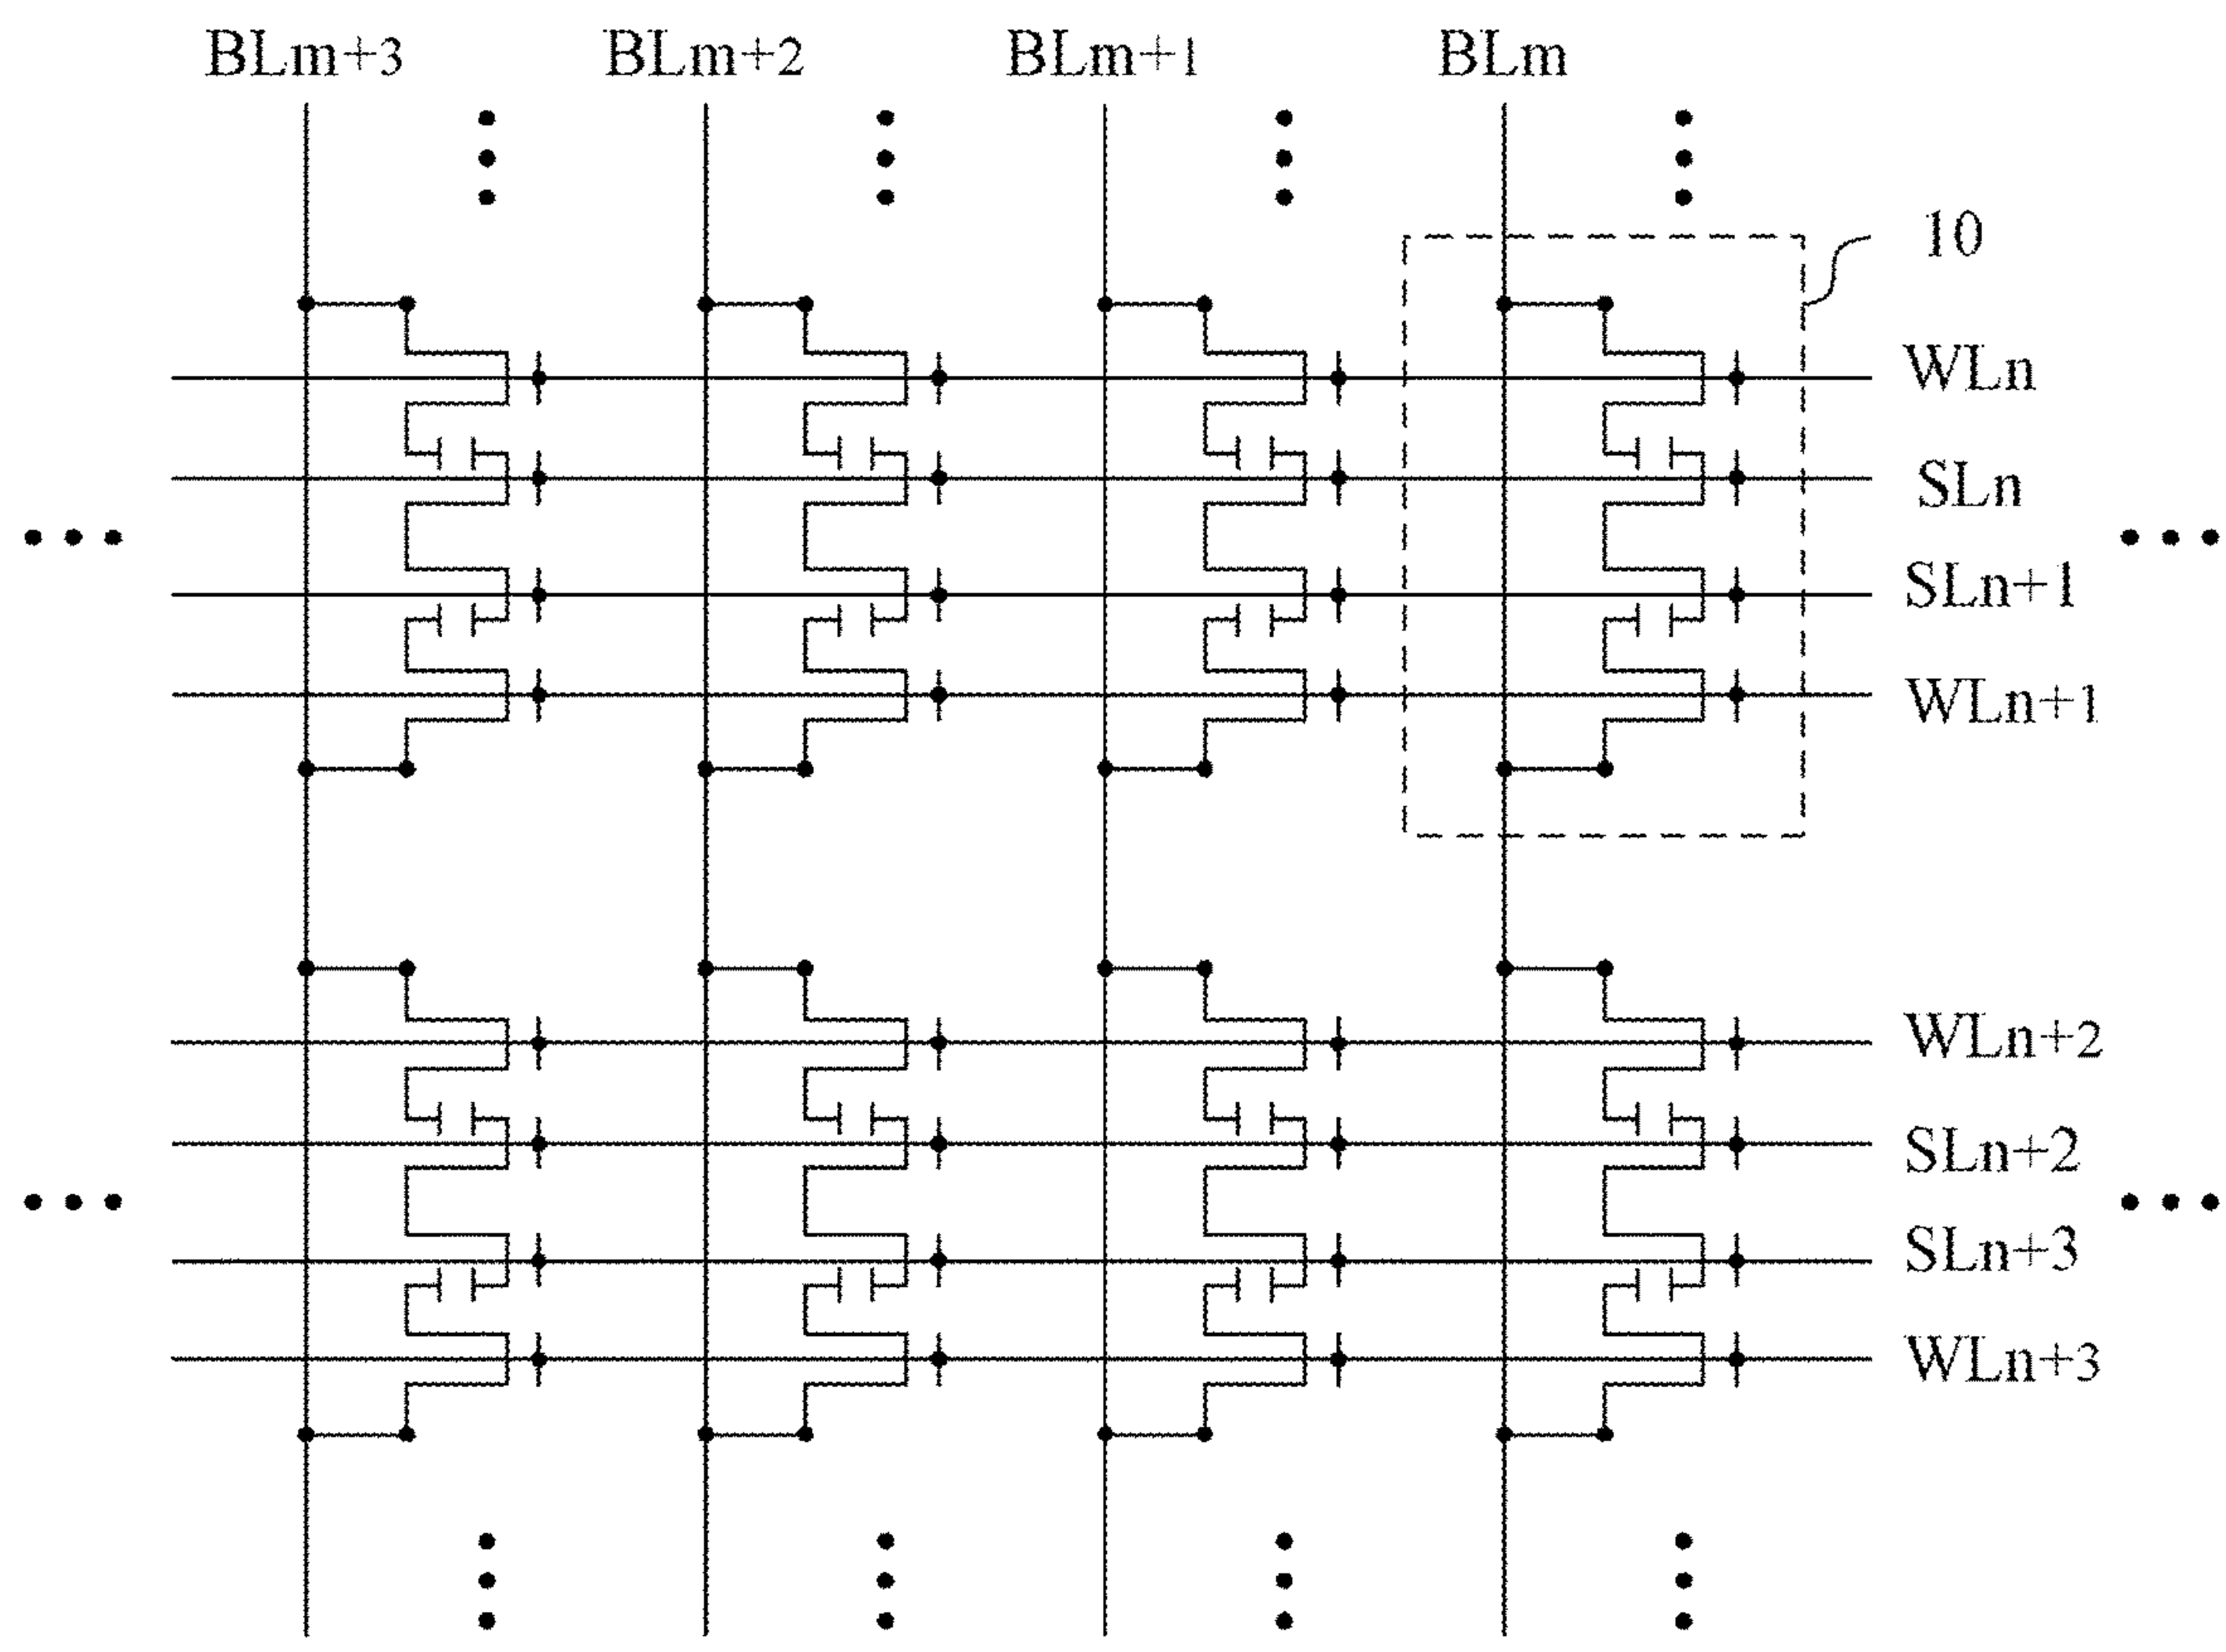 BLm+3 BLm+2 BLm+1 BLm
10
WLn
SLn
SLn+1
WLn+1
WLn+2
SLn+2
SLn+3
WLn+3